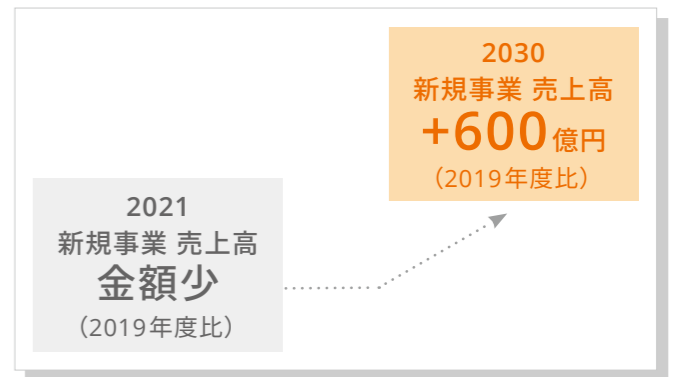 2030
新規事業 売上高
+600億円
（2019年度比）
2021
新規事業 売上高
金額少
（2019年度比）